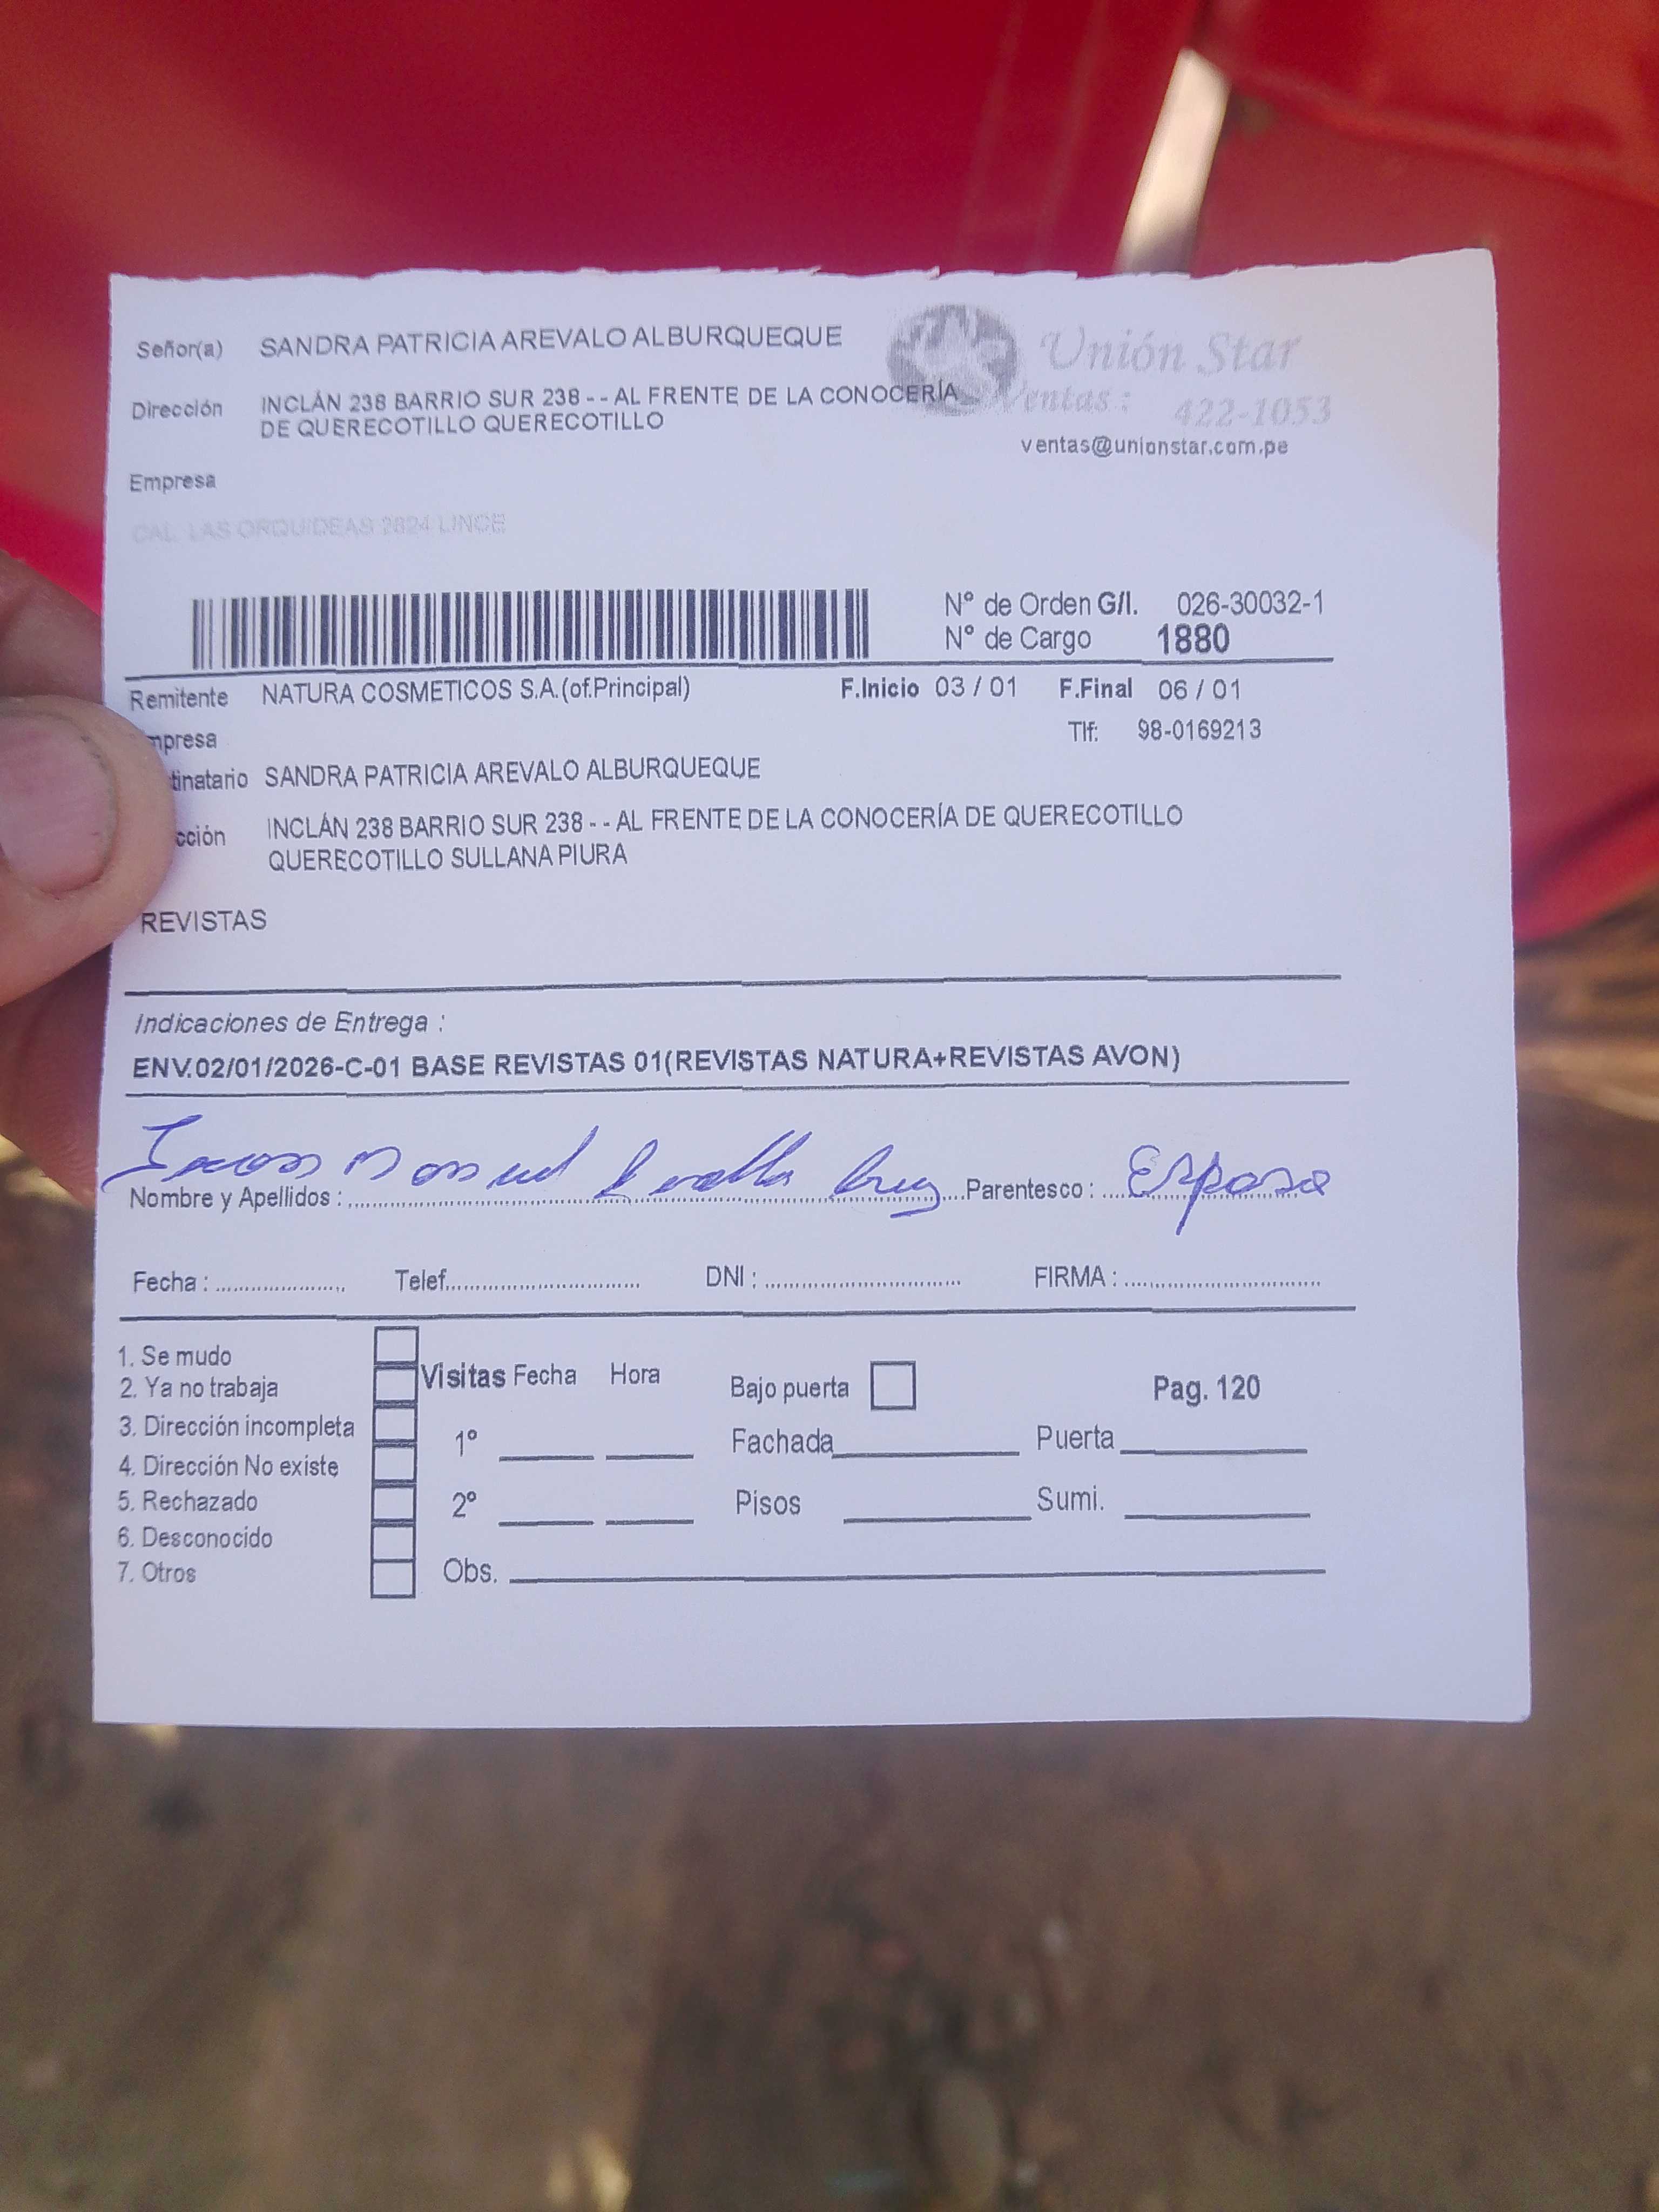 Señor(a) SANDRA PATRICIA AREVALO ALBURQUEQUE
Unión Star
Dirección INCLÁN 238 BARRIO SUR 238 - - AL FRENTE DE LA CONOCERÍA
DE QUERECOTILLO QUERECOTILLO
Ventas : 422-1053
ventas@unionstar.com.pe
Empresa
CAL. LAS ORQUIDEAS 2624 LINCE
N° de Orden G/I. 026-30032-1
N° de Cargo 1880
Remitente NATURA COSMETICOS S.A.(of.Principal) F.Inicio 03 / 01 F.Final 06 / 01
mpresa Tlf: 98-0169213
tinatario SANDRA PATRICIA AREVALO ALBURQUEQUE
cción INCLÁN 238 BARRIO SUR 238 - - AL FRENTE DE LA CONOCERÍA DE QUERECOTILLO
QUERECOTILLO SULLANA PIURA
REVISTAS
Indicaciones de Entrega :
ENV.02/01/2026-C-01 BASE REVISTAS 01(REVISTAS NATURA+REVISTAS AVON)
Nombre y Apellidos : Cruz Parentesco : Esposo
Fecha : Telef. DNI : FIRMA :
1. Se mudo
2. Ya no trabaja
3. Dirección incompleta
4. Dirección No existe
5. Rechazado
6. Desconocido
7. Otros
Visitas Fecha Hora
1°
2°
Obs.
Bajo puerta
Fachada
Pisos
Pag. 120
Puerta
Sumi.